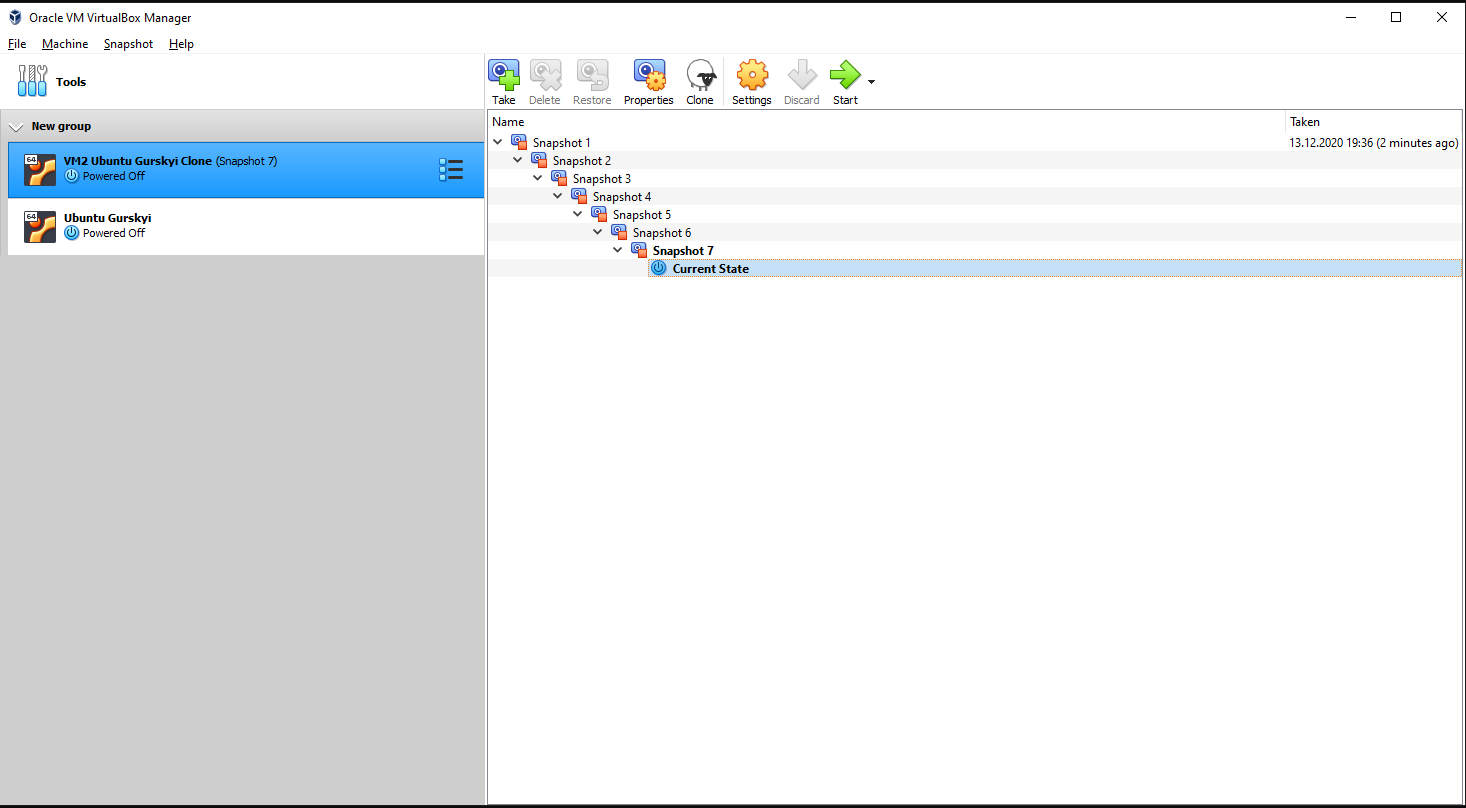 Oracle VM VirtualBox Manager
File Machine Snapshot Help
Tools
Take Delete Restore Properties Clone Settings Discard Start
New group
64
VM2 Ubuntu Gurskyi Clone (Snapshot 7)
Powered Off
64
Ubuntu Gurskyi
Powered Off
Name Taken
Snapshot 1 13.12.2020 19:36 (2 minutes ago)
Snapshot 2
Snapshot 3
Snapshot 4
Snapshot 5
Snapshot 6
Snapshot 7
Current State